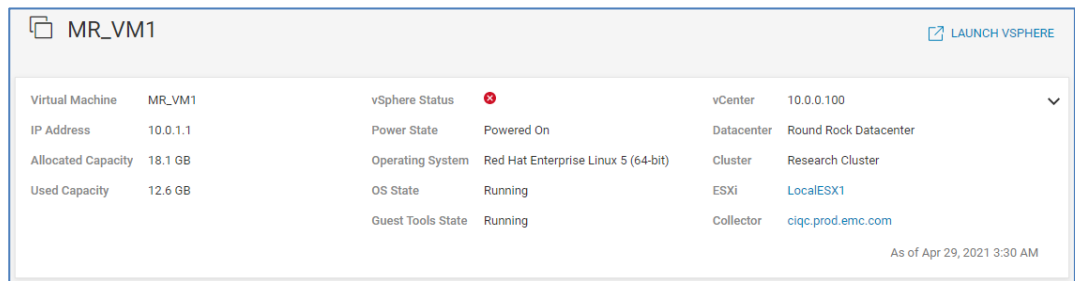 MR_VM1
LAUNCH VSPHERE
Virtual Machine MR_VM1
IP Address 10.0.1.1
Allocated Capacity 18.1 GB
Used Capacity 12.6 GB
vSphere Status
Power State Powered On
Operating System Red Hat Enterprise Linux 5 (64-bit)
OS State Running
Guest Tools State Running
vCenter 10.0.0.100
Datacenter Round Rock Datacenter
Cluster Research Cluster
ESXi LocalESX1
Collector ciqc.prod.emc.com
As of Apr 29, 2021 3:30 AM